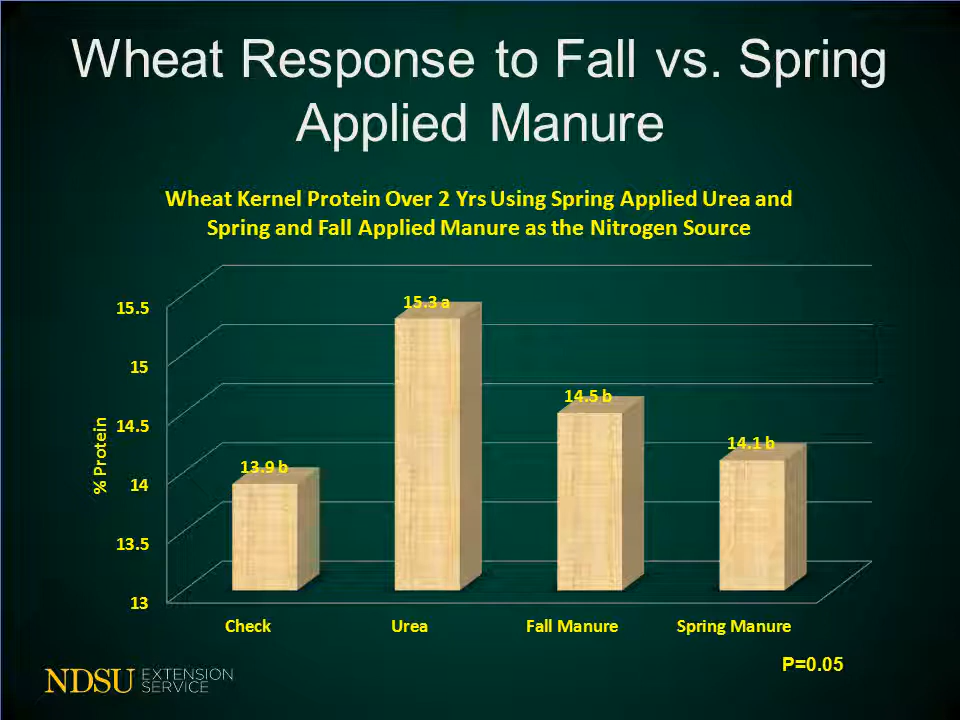 Wheat Response to Fall vs. Spring
Applied Manure
Wheat Kernel Protein Over 2 Yrs Using Spring Applied Urea and
Spring and Fall Applied Manure as the Nitrogen Source
% Protein
15.5
15
14.5
14
13.5
13
13.9 b
15.3 a
14.5 b
14.1 b
Check
Urea
Fall Manure
Spring Manure
P=0.05
NDSU EXTENSION
SERVICE